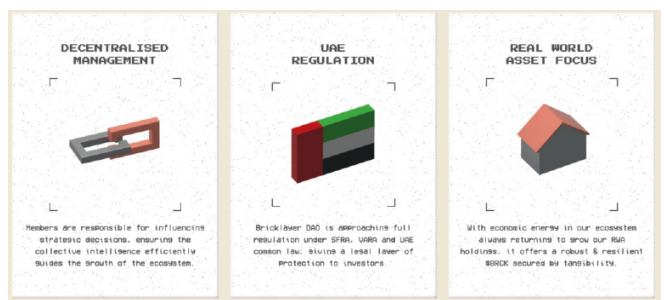 DECENTRALISED
MANAGEMENT
Members are responsible for influencing
strategic decisions, ensuring the
collective intelligence efficiently
guides the growth of the ecosystem.
UAE
REGULATION
Bricklayer DAO is approaching full
regulation under SFRA, VARA and UAE
common law; giving a legal layer of
protection to investors.
REAL WORLD
ASSET FOCUS
With economic energy in our ecosystem
always returning to grow our RWA
holdings, it offers a robust & resilient
$BRCK secured by tangibility.